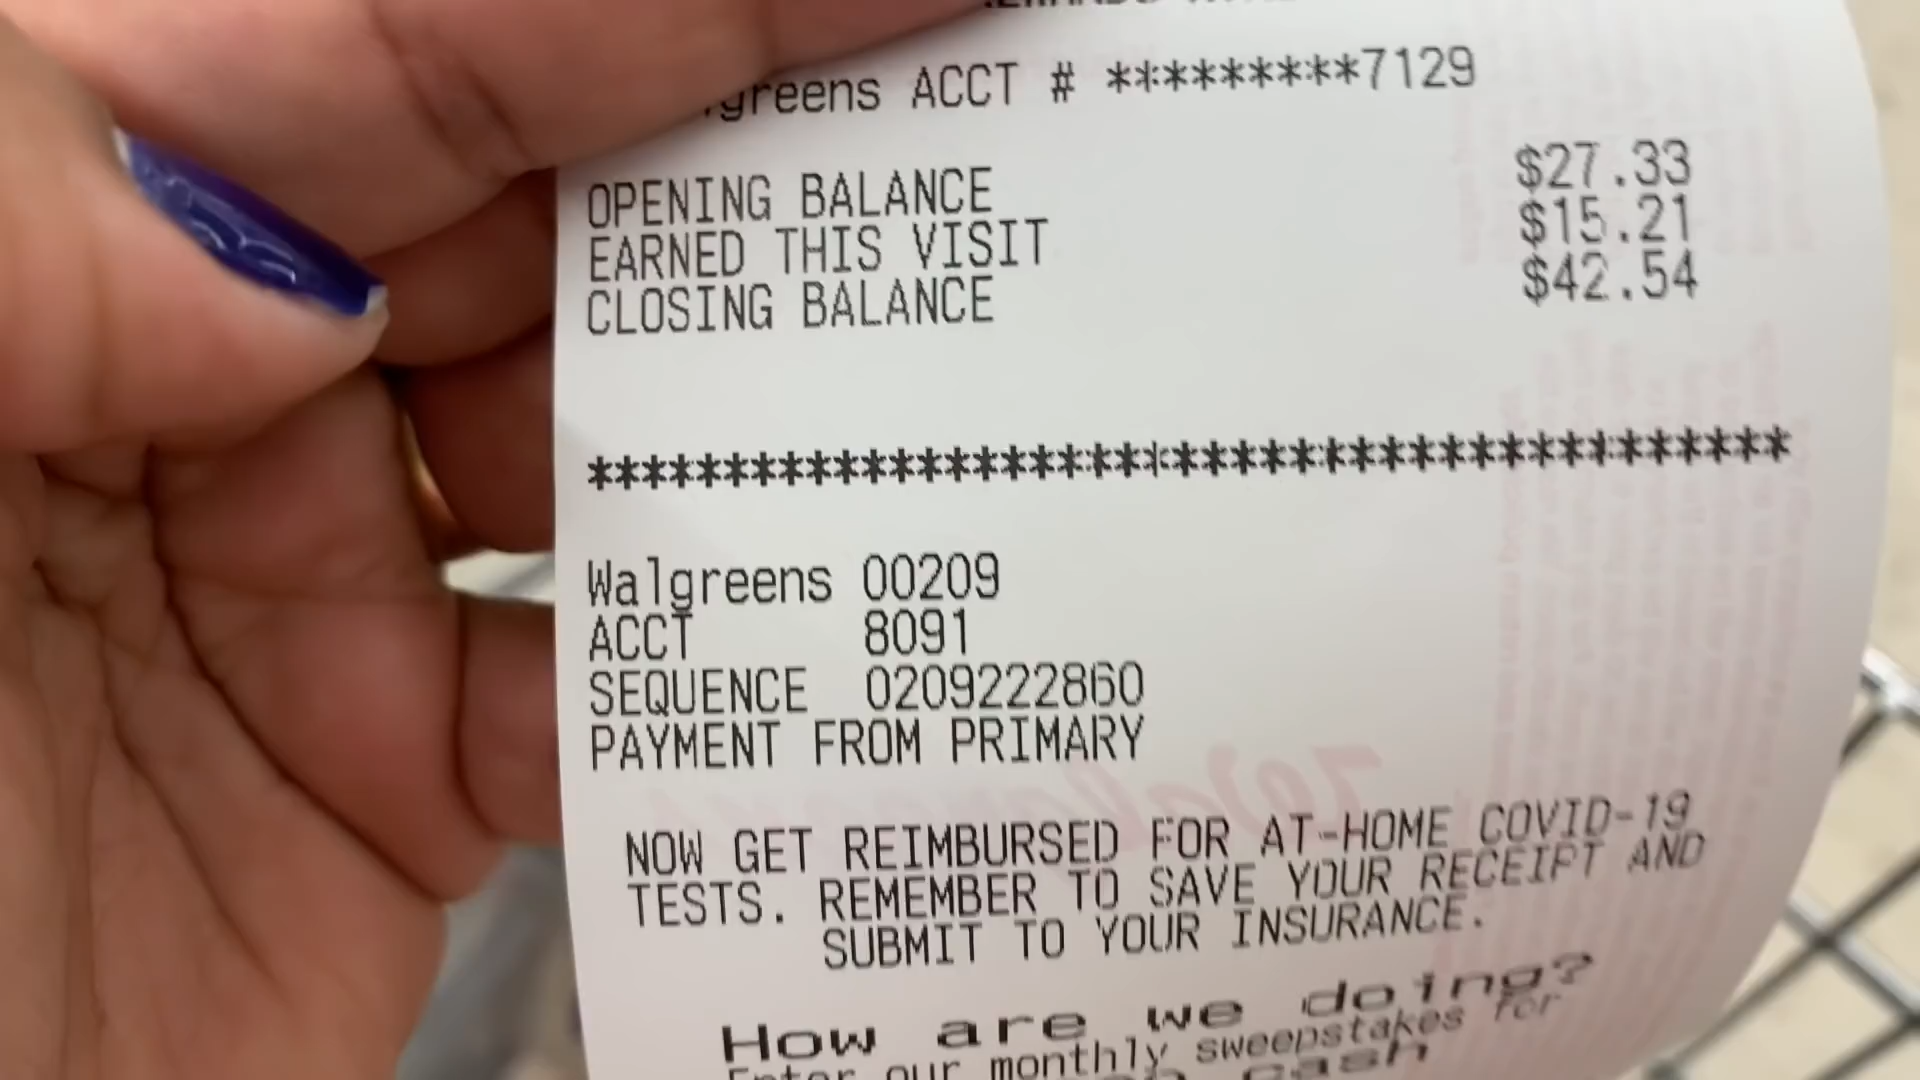 greens ACCT # *********7129
OPENING BALANCE $27.33
EARNED THIS VISIT $15.21
CLOSING BALANCE $42.54
******************************************
Walgreens 00209
ACCT 8091
SEQUENCE 0209222860
PAYMENT FROM PRIMARY
NOW GET REIMBURSED FOR AT-HOME COVID-19
TESTS. REMEMBER TO SAVE YOUR RECEIPT AND
SUBMIT TO YOUR INSURANCE.
How are we doing?
Enter our monthly sweepstakes for
cash